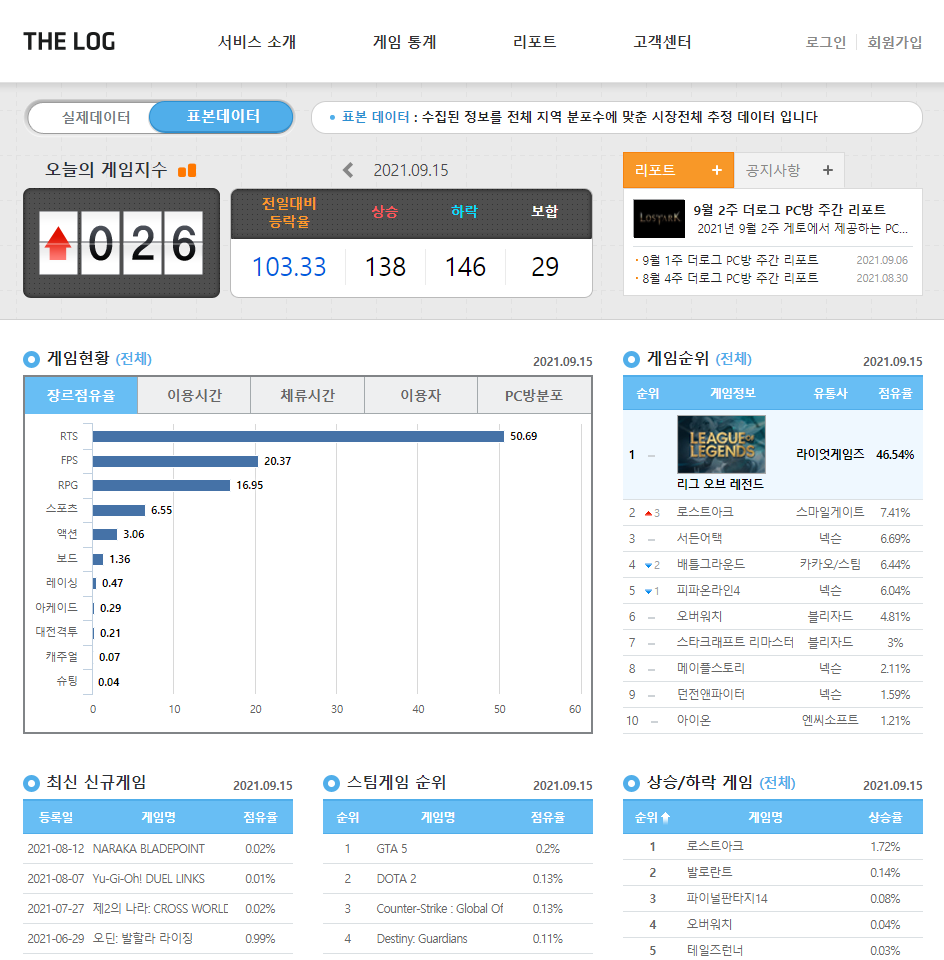 THE LOG
서비스 소개 게임 통계 리포트 고객센터 로그인 회원가입
실제데이터 표본데이터
표본 데이터 : 수집된 정보를 전체 지역 분포수에 맞춘 시장전체 추정 데이터 입니다
오늘의 게임지수
026
2021.09.15
전일대비 등락율 상승 하락 보합
103.33 138 146 29
리포트 + 공지사항 +
LOSTARK
9월 2주 더로그 PC방 주간 리포트
2021년 9월 2주 게토에서 제공하는 PC...
· 9월 1주 더로그 PC방 주간 리포트 2021.09.06
· 8월 4주 더로그 PC방 주간 리포트 2021.08.30
게임현황 (전체) 2021.09.15
장르점유율 이용시간 체류시간 이용자 PC방분포
RTS 50.69
FPS 20.37
RPG 16.95
스포츠 6.55
액션 3.06
보드 1.36
레이싱 0.47
아케이드 0.29
대전격투 0.21
캐주얼 0.07
슈팅 0.04
0 10 20 30 40 50 60
게임순위 (전체) 2021.09.15
순위 게임정보 유통사 점유율
LEAGUE OF LEGENDS
1 – 리그 오브 레전드 라이엇게임즈 46.54%
2 3 로스트아크 스마일게이트 7.41%
3 – 서든어택 넥슨 6.69%
4 2 배틀그라운드 카카오/스팀 6.44%
5 1 피파온라인4 넥슨 6.04%
6 – 오버워치 블리자드 4.81%
7 – 스타크래프트 리마스터 블리자드 3%
8 – 메이플스토리 넥슨 2.11%
9 – 던전앤파이터 넥슨 1.59%
10 – 아이온 엔씨소프트 1.21%
최신 신규게임 2021.09.15
등록일 게임명 점유율
2021-08-12 NARAKA BLADEPOINT 0.02%
2021-08-07 Yu-Gi-Oh! DUEL LINKS 0.01%
2021-07-27 제2의 나라: CROSS WORLD 0.02%
2021-06-29 오딘: 발할라 라이징 0.99%
스팀게임 순위 2021.09.15
순위 게임명 점유율
1 GTA 5 0.2%
2 DOTA 2 0.13%
3 Counter-Strike : Global Of 0.13%
4 Destiny: Guardians 0.11%
상승/하락 게임 (전체) 2021.09.15
순위 게임명 상승율
1 로스트아크 1.72%
2 발로란트 0.14%
3 파이널판타지14 0.08%
4 오버워치 0.04%
5 테일즈런너 0.03%